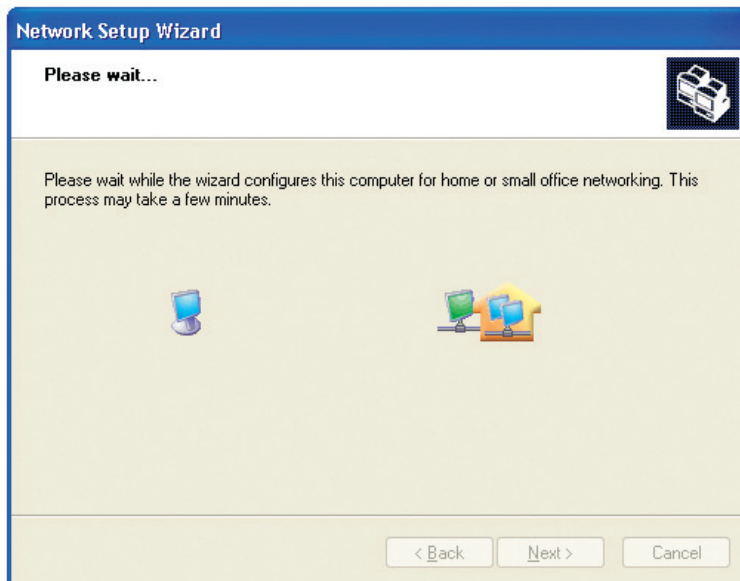 Network Setup Wizard
Please wait...
Please wait while the wizard configures this computer for home or small office networking. This
process may take a few minutes.
< Back
Next >
Cancel